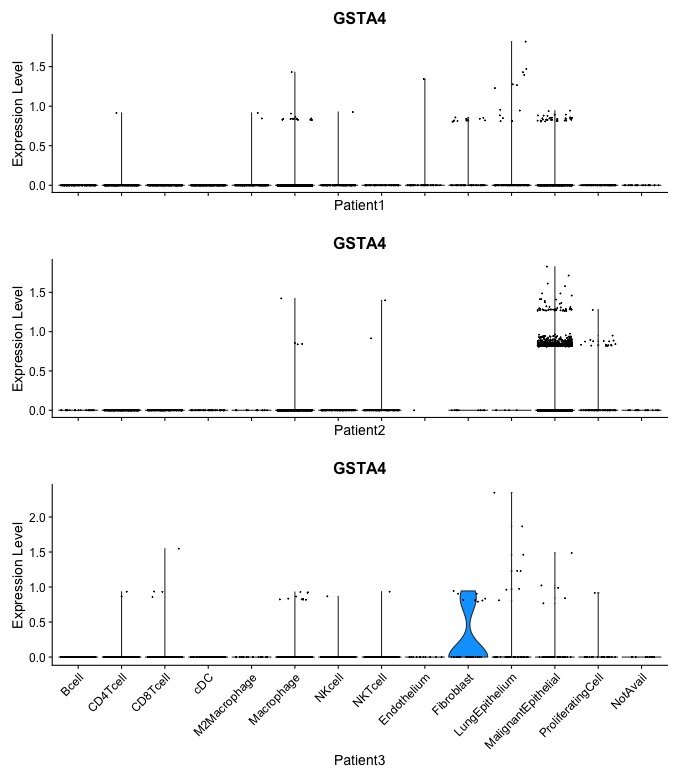 GSTA4
Expression Level
1.5
1.0
0.5
0.0
Patient1
GSTA4
Expression Level
1.5
1.0
0.5
0.0
Patient2
GSTA4
Expression Level
2.0
1.5
1.0
0.5
0.0
Bcell
CD4Tcell
CD8Tcell
cDC
M2Macrophage
Macrophage
NKcell
NKTcell
Endothelium
Fibroblast
LungEpithelium
MalignantEpithelial
ProliferatingCell
NotAvail
Patient3